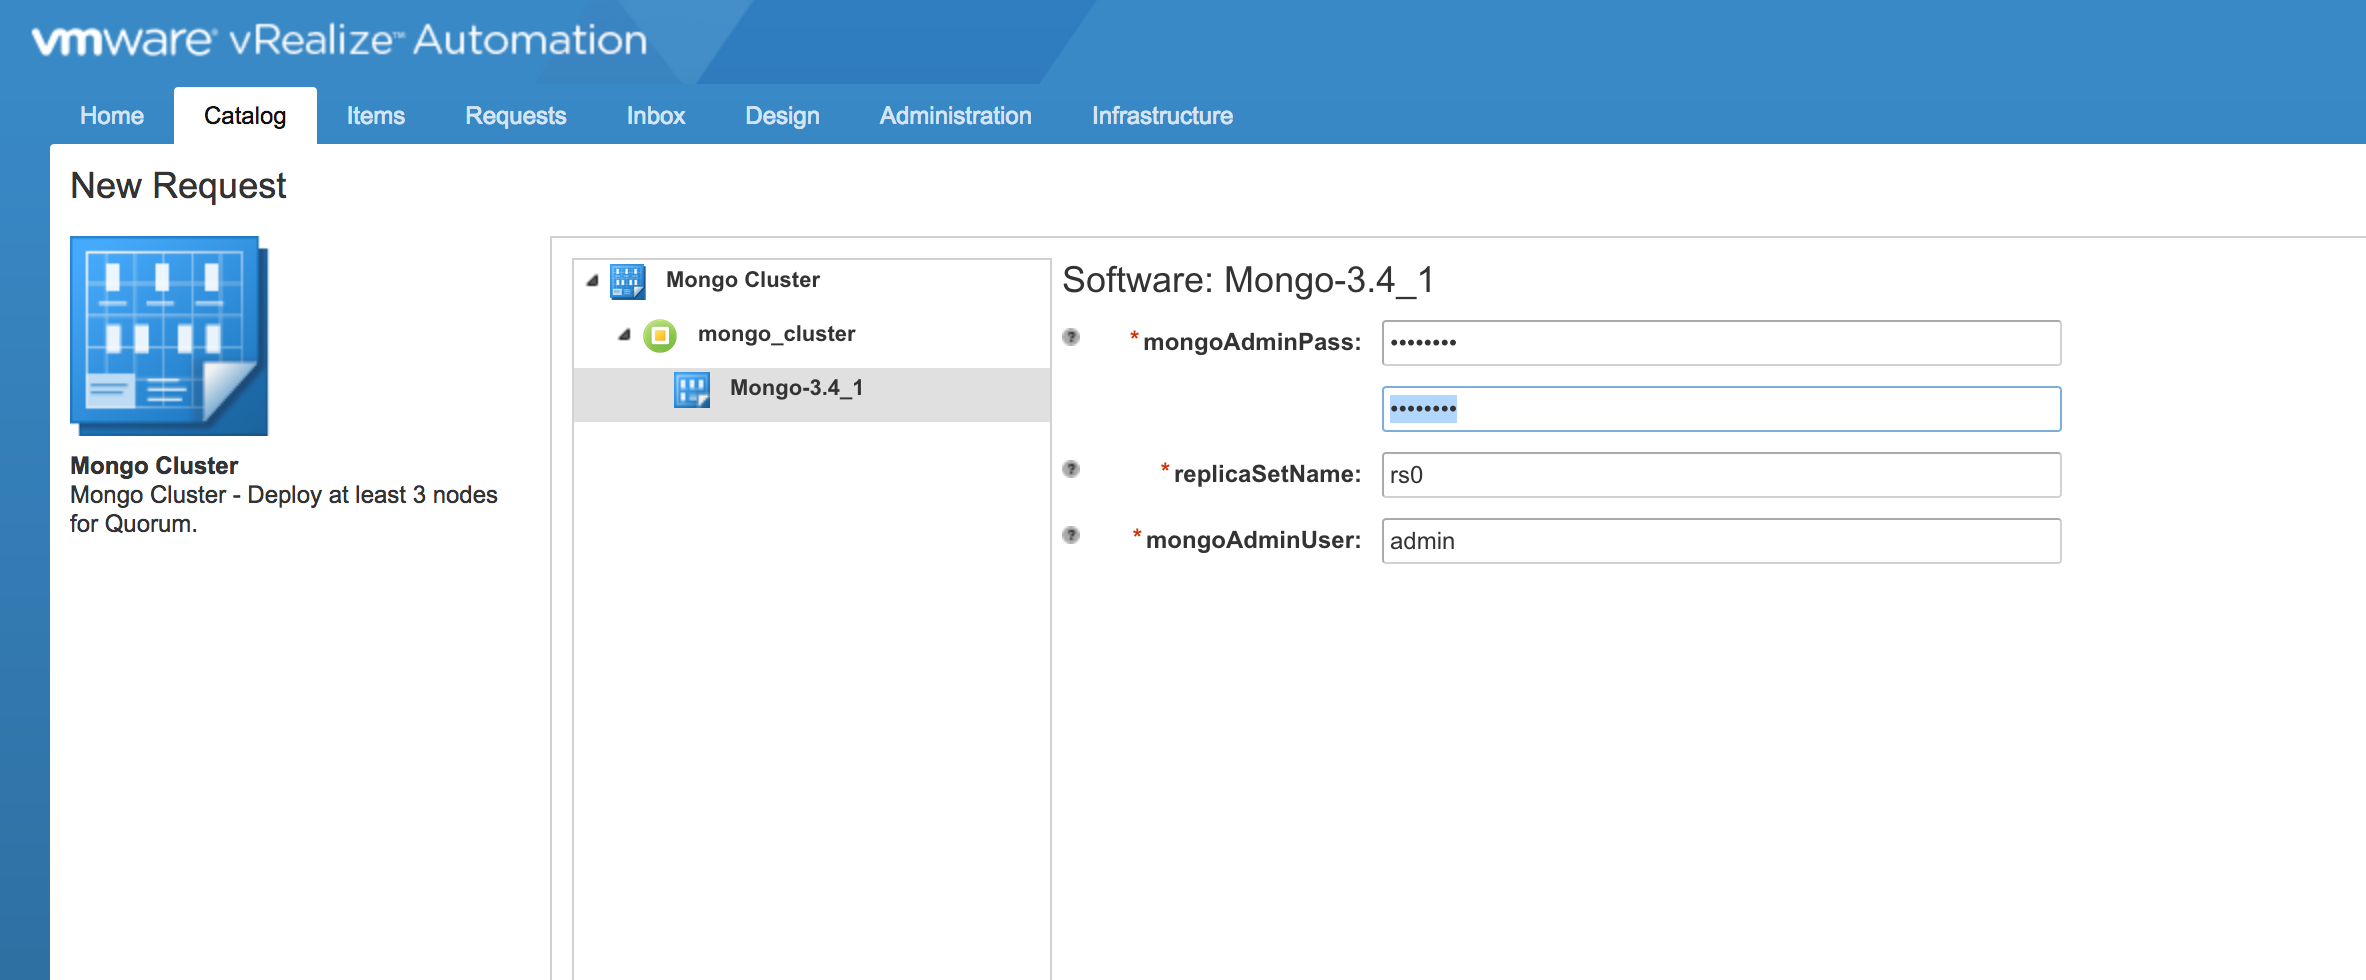 vmware® vRealize™ Automation
Home Catalog Items Requests Inbox Design Administration Infrastructure
New Request
Mongo Cluster
Mongo Cluster - Deploy at least 3 nodes
for Quorum.
Mongo Cluster
mongo_cluster
Mongo-3.4_1
Software: Mongo-3.4_1
? * mongoAdminPass: ••••••••
••••••••
? * replicaSetName: rs0
? * mongoAdminUser: admin